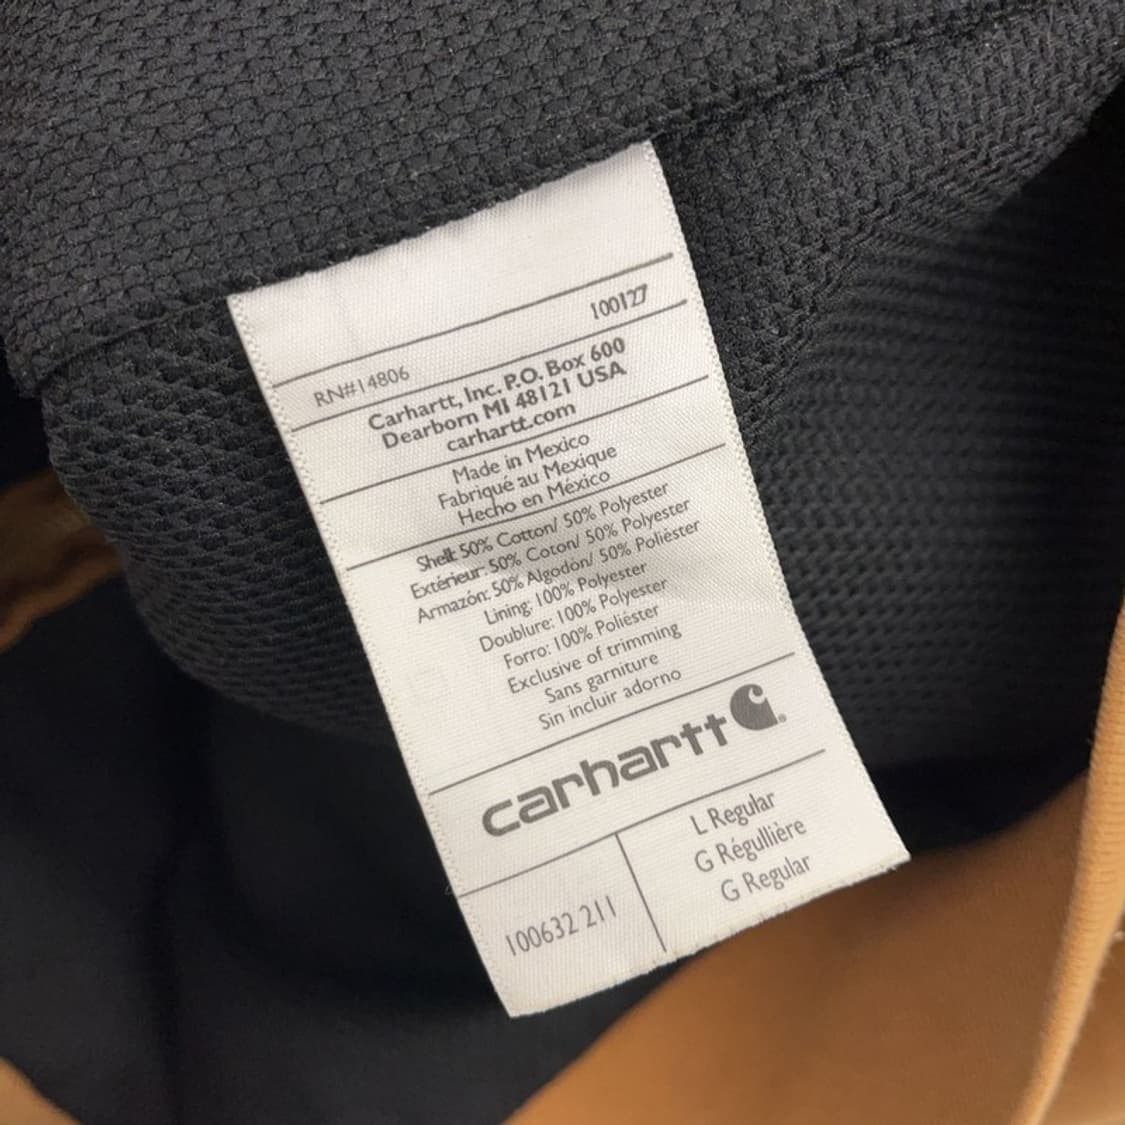 100127
RN#14806
Carhartt, Inc. P.O. Box 600
Dearborn MI 48121 USA
carhartt.com
Made in Mexico
Fabriqué au Mexique
Hecho en México
Shell: 50% Cotton/ 50% Polyester
Extérieur: 50% Coton/ 50% Polyester
Armazón: 50% Algodon/ 50% Poliéster
Lining: 100% Polyester
Doublure: 100% Polyester
Forro: 100% Poliéster
Exclusive of trimming
Sans garniture
Sin incluir adorno
carhartt
L Regular
G Régullière
G Regular
100632 211